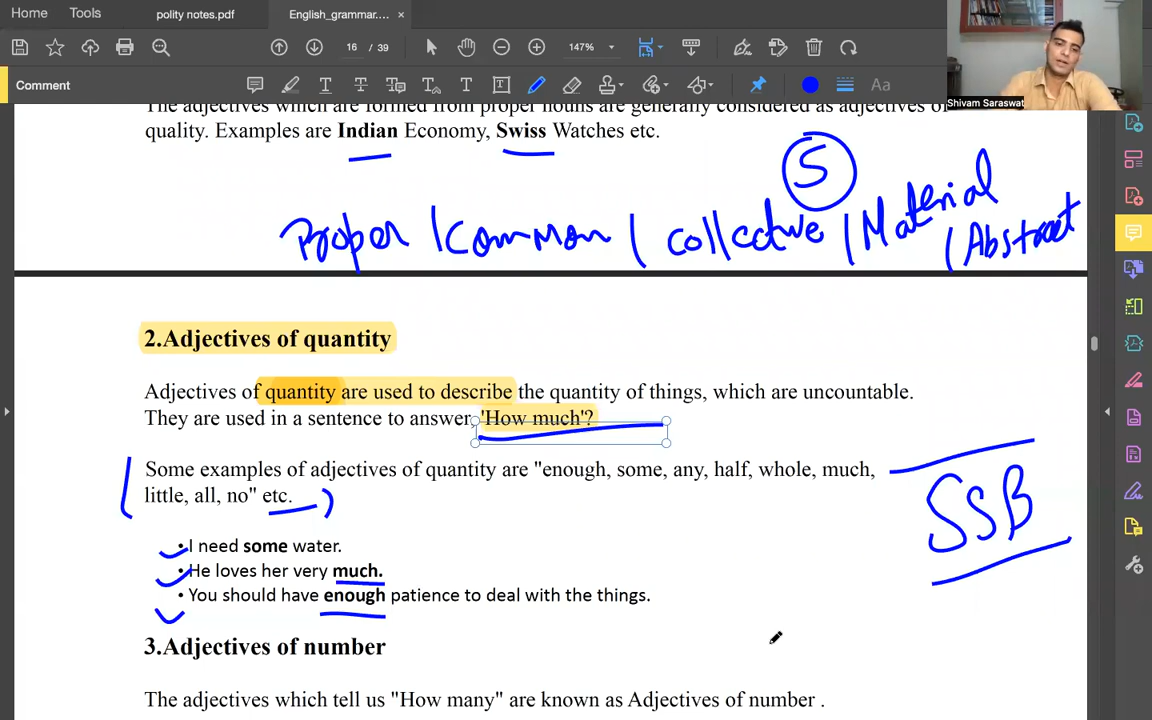 Home Tools polity notes.pdf English_grammar.... ×
16 / 39 147%
Comment Aa
Shivam Saraswat
The adjectives which are formed from proper nouns are generally considered as adjectives of
quality. Examples are Indian Economy, Swiss Watches etc.
5
Proper / Common / collective / Material
/ Abstract
2.Adjectives of quantity
Adjectives of quantity are used to describe the quantity of things, which are uncountable.
They are used in a sentence to answer 'How much'?
Some examples of adjectives of quantity are "enough, some, any, half, whole, much,
little, all, no" etc.
SSB
• I need some water.
• He loves her very much.
• You should have enough patience to deal with the things.
3.Adjectives of number
The adjectives which tell us "How many" are known as Adjectives of number .